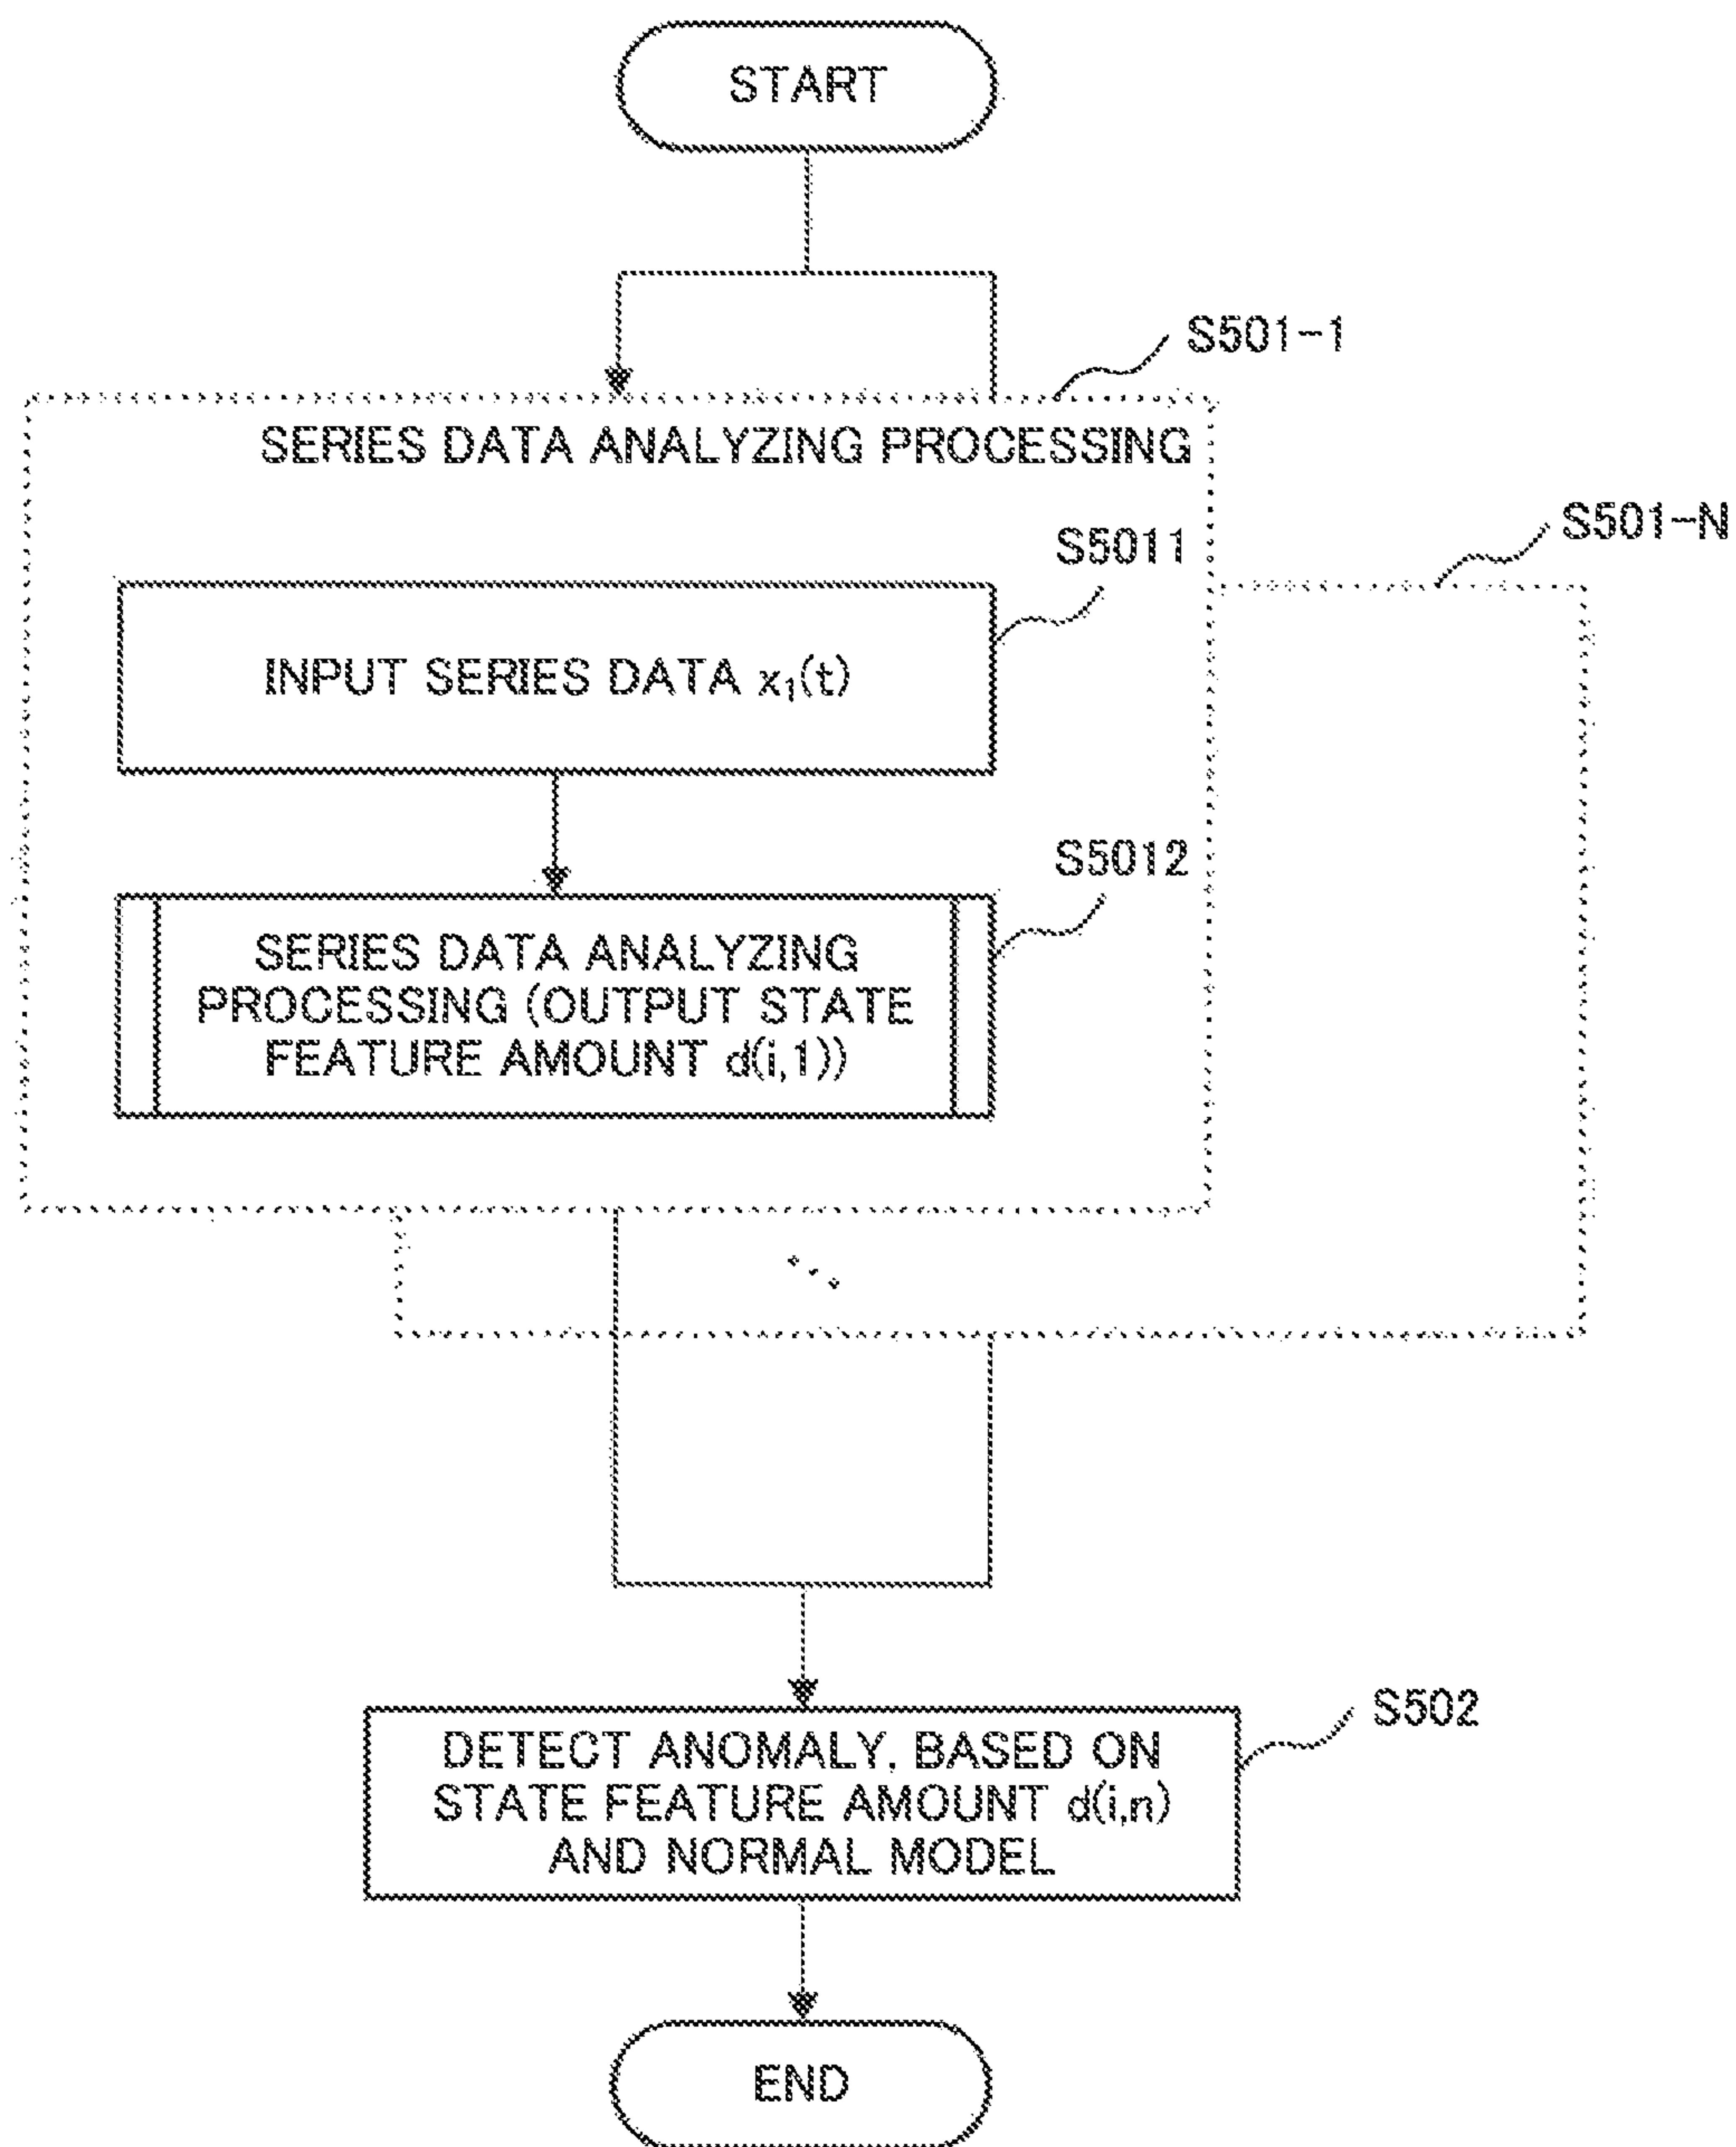 START
S501-1
SERIES DATA ANALYZING PROCESSING
S501-N
S5011
INPUT SERIES DATA x₁(t)
S5012
SERIES DATA ANALYZING
PROCESSING (OUTPUT STATE
FEATURE AMOUNT d(i,1))
S502
DETECT ANOMALY, BASED ON
STATE FEATURE AMOUNT d(i,n)
AND NORMAL MODEL
END